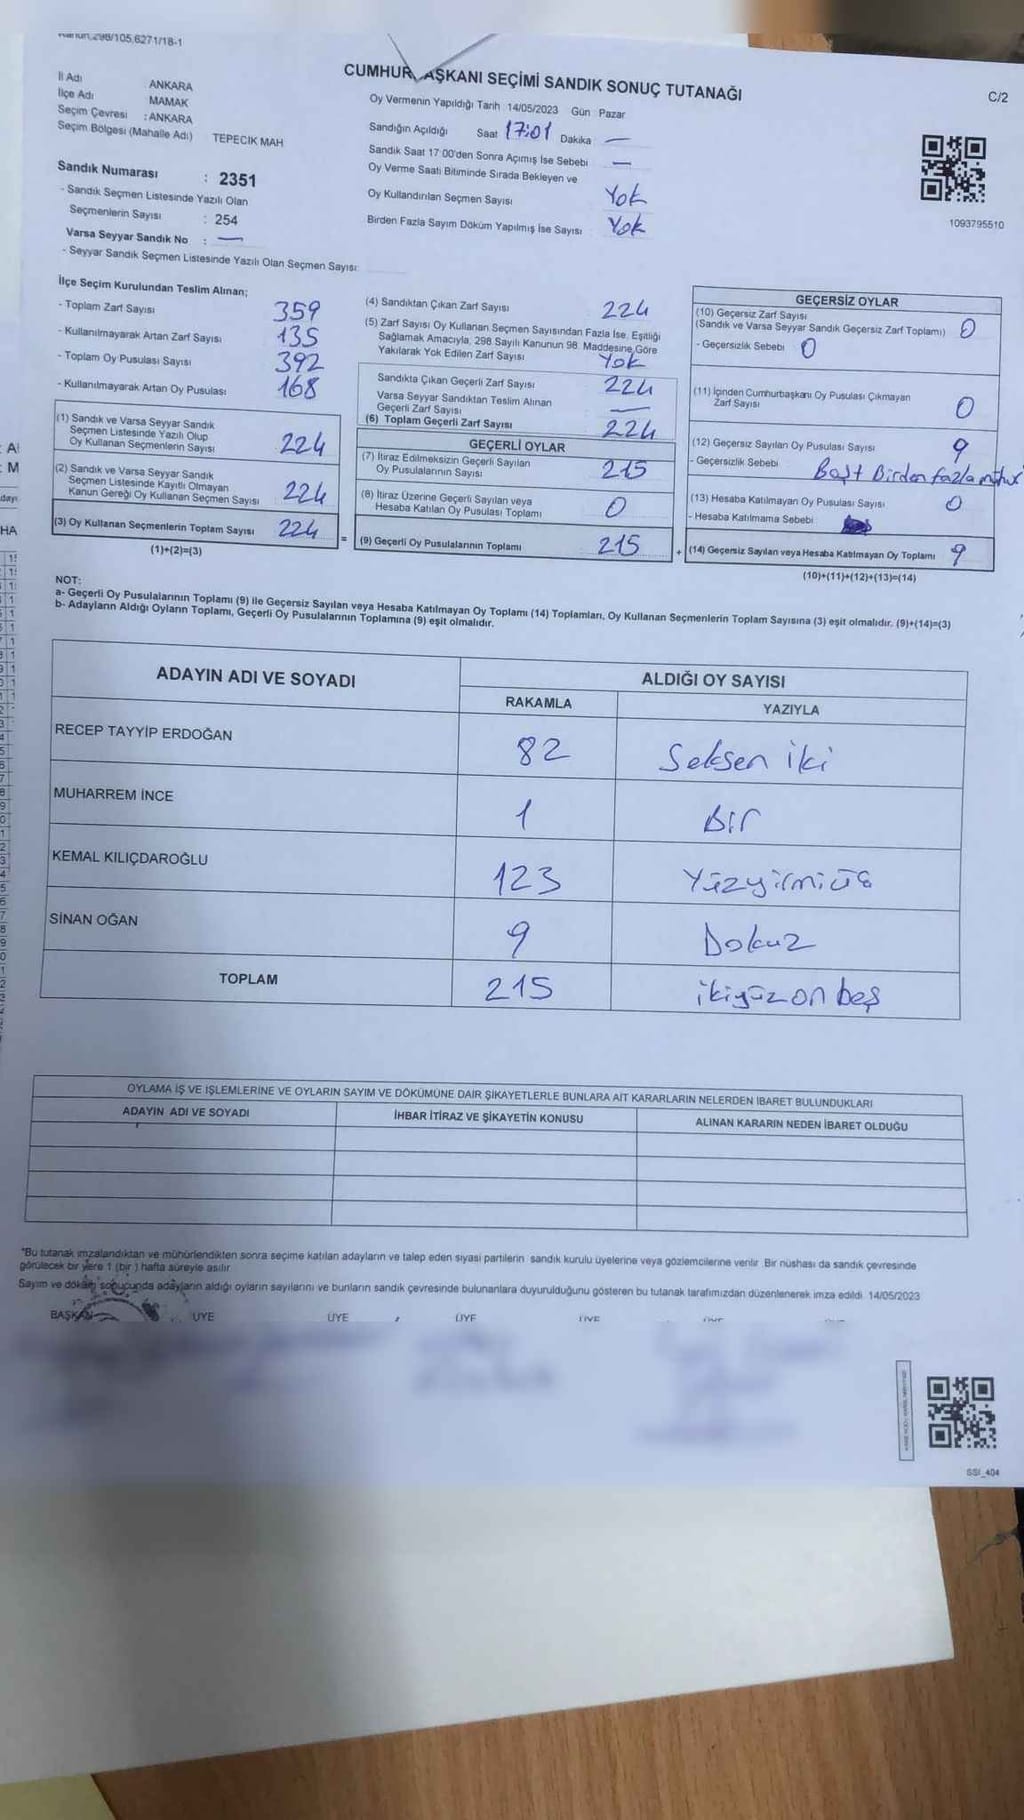 Kanun,298/105,6271/18-1
CUMHURBAŞKANI SEÇİMİ SANDIK SONUÇ TUTANAĞI
C/2
İl Adı ANKARA
İlçe Adı MAMAK
Seçim Çevresi : ANKARA
Seçim Bölgesi (Mahalle Adı) TEPECİK MAH
Sandık Numarası : 2351
- Sandık Seçmen Listesinde Yazılı Olan
Seçmenlerin Sayısı : 254
Varsa Seyyar Sandık No : —
- Seyyar Sandık Seçmen Listesinde Yazılı Olan Seçmen Sayısı:
Oy Vermenin Yapıldığı Tarih 14/05/2023 Gün Pazar
Sandığın Açıldığı Saat 17:01 Dakika —
Sandık Saat 17:00'den Sonra Açımış İse Sebebi —
Oy Verme Saati Bitiminde Sırada Bekleyen ve
Oy Kullandırılan Seçmen Sayısı Yok
Birden Fazla Sayım Döküm Yapılmış İse Sayısı Yok
1093795510
İlçe Seçim Kurulundan Teslim Alınan;
- Toplam Zarf Sayısı 359
- Kullanılmayarak Artan Zarf Sayısı 135
- Toplam Oy Pusulası Sayısı 392
- Kullanılmayarak Artan Oy Pusulası 168
(1) Sandık ve Varsa Seyyar Sandık
Seçmen Listesinde Yazılı Olup
Oy Kullanan Seçmenlerin Sayısı 224
(2) Sandık ve Varsa Seyyar Sandık
Seçmen Listesinde Kayıtlı Olmayan
Kanun Gereği Oy Kullanan Seçmen Sayısı 224
(3) Oy Kullanan Seçmenlerin Toplam Sayısı 224
(1)+(2)=(3)
(4) Sandıktan Çıkan Zarf Sayısı 224
(5) Zarf Sayısı Oy Kullanan Seçmen Sayısından Fazla İse, Eşitliği
Sağlamak Amacıyla, 298 Sayılı Kanunun 98. Maddesine Göre
Yakılarak Yok Edilen Zarf Sayısı Yok
Sandıkta Çıkan Geçerli Zarf Sayısı 224
Varsa Seyyar Sandıktan Teslim Alınan
Geçerli Zarf Sayısı —
(6) Toplam Geçerli Zarf Sayısı 224
GEÇERLİ OYLAR
(7) İtiraz Edilmeksizin Geçerli Sayılan
Oy Pusulalarının Sayısı 215
(8) İtiraz Üzerine Geçerli Sayılan veya
Hesaba Katılan Oy Pusulası Toplamı 0
= (9) Geçerli Oy Pusulalarının Toplamı 215
GEÇERSİZ OYLAR
(10) Geçersiz Zarf Sayısı
(Sandık ve Varsa Seyyar Sandık Geçersiz Zarf Toplamı) 0
- Geçersizlik Sebebi 0
(11) İçinden Cumhurbaşkanı Oy Pusulası Çıkmayan
Zarf Sayısı 0
(12) Geçersiz Sayılan Oy Pusulası Sayısı 9
- Geçersizlik Sebebi Boş+ Birden fazla mühür
(13) Hesaba Katılmayan Oy Pusulası Sayısı 0
- Hesaba Katılmama Sebebi
+ (14) Geçersiz Sayılan veya Hesaba Katılmayan Oy Toplamı 9
(10)+(11)+(12)+(13)=(14)
NOT:
a- Geçerli Oy Pusulalarının Toplamı (9) ile Geçersiz Sayılan veya Hesaba Katılmayan Oy Toplamı (14) Toplamları, Oy Kullanan Seçmenlerin Toplam Sayısına (3) eşit olmalıdır. (9)+(14)=(3)
b- Adayların Aldığı Oyların Toplamı, Geçerli Oy Pusulalarının Toplamına (9) eşit olmalıdır.
ADAYIN ADI VE SOYADI ALDIĞI OY SAYISI
RAKAMLA YAZIYLA
RECEP TAYYİP ERDOĞAN 82 Seksen iki
MUHARREM İNCE 1 Bir
KEMAL KILIÇDAROĞLU 123 Yüzyirmiüç
SİNAN OĞAN 9 Dokuz
TOPLAM 215 ikiyüzonbeş
OYLAMA İŞ VE İŞLEMLERİNE VE OYLARIN SAYIM VE DÖKÜMÜNE DAİR ŞİKAYETLERLE BUNLARA AİT KARARLARIN NELERDEN İBARET BULUNDUKLARI
ADAYIN ADI VE SOYADI İHBAR İTİRAZ VE ŞİKAYETİN KONUSU ALINAN KARARIN NEDEN İBARET OLDUĞU
"Bu tutanak imzalandıktan ve mühürlendikten sonra seçime katılan adayların ve talep eden siyasi partilerin sandık kurulu üyelerine veya gözlemcilerine verilir. Bir nüshası da sandık çevresinde
görülecek bir yere 1 (bir) hafta süreyle asılır.
Sayım ve döküm sonucunda adayların aldığı oyların sayılarını ve bunların sandık çevresinde bulunanlara duyurulduğunu gösteren bu tutanak tarafımızdan düzenlenerek imza edildi. 14/05/2023
BAŞKAN ÜYE ÜYE ÜYE ÜYE
SSI_404